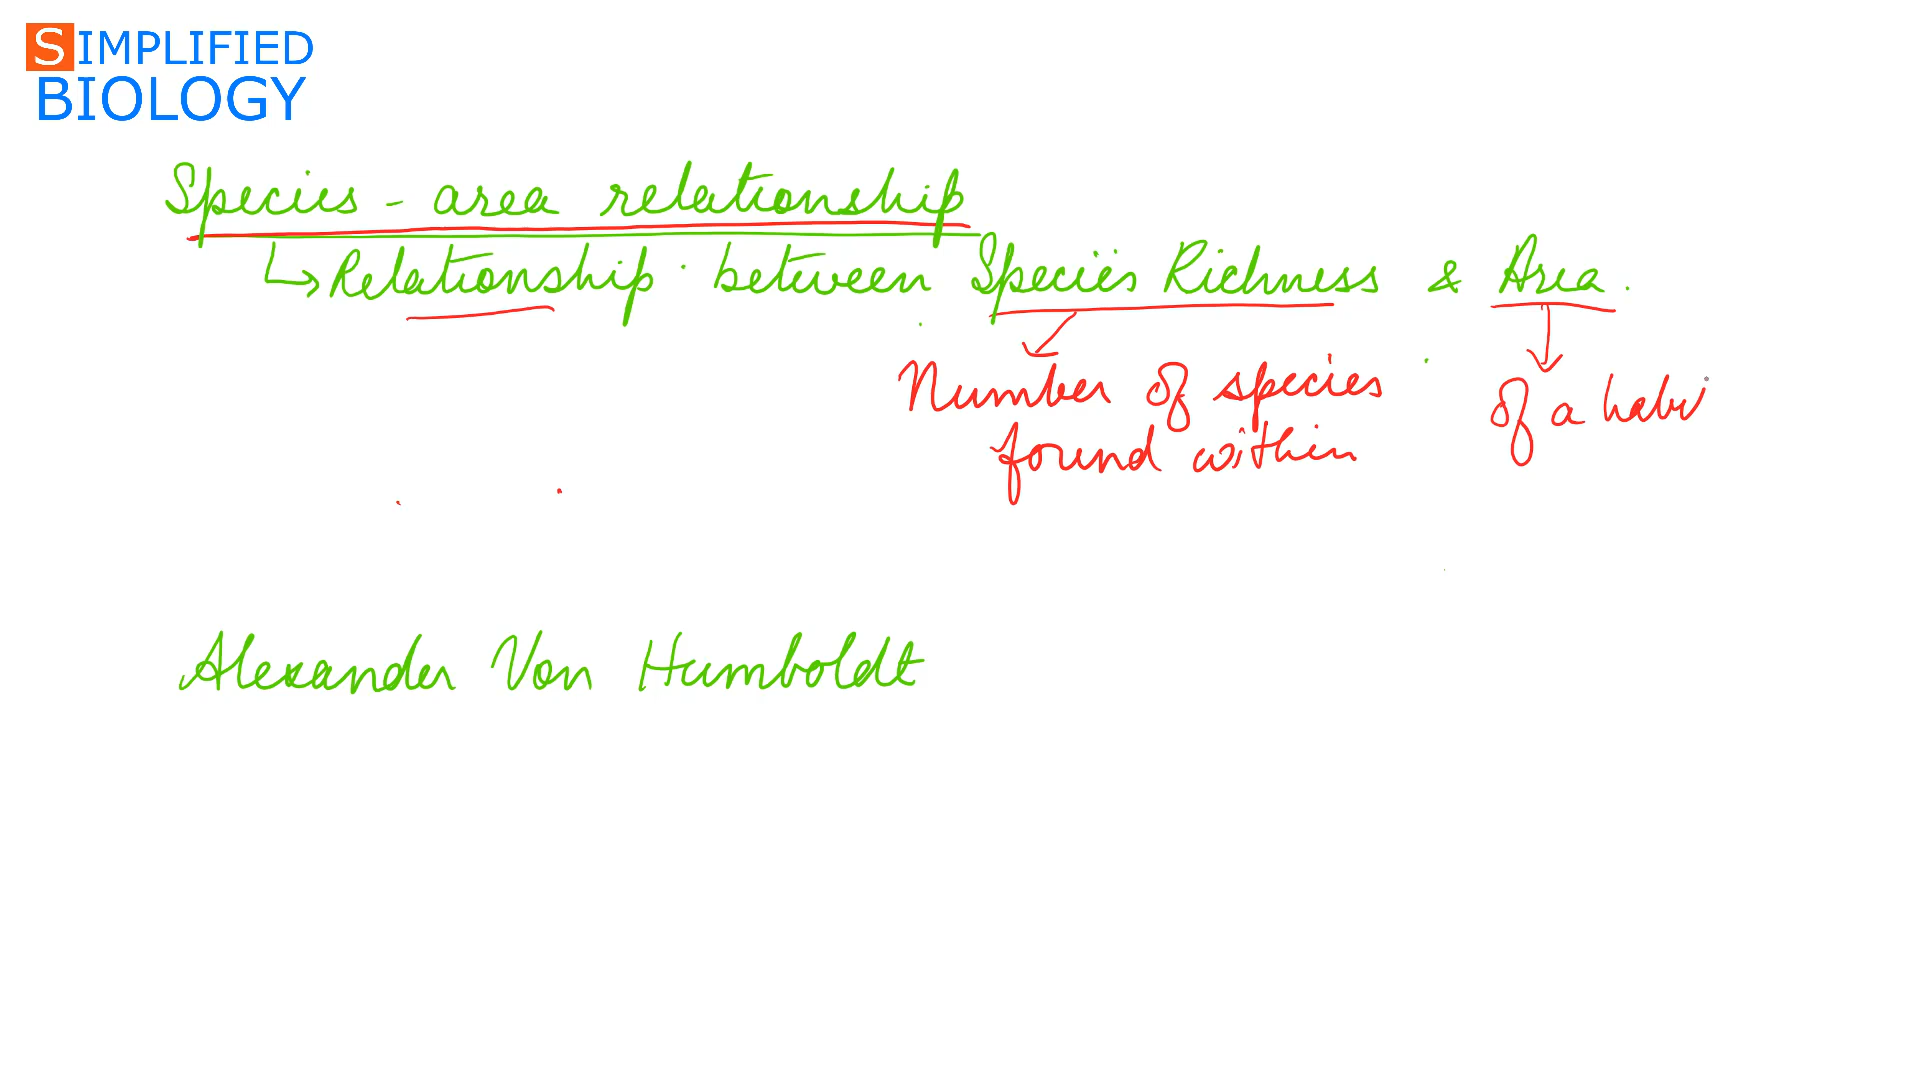 SIMPLIFIED
BIOLOGY
Species - area relationship
↳ Relationship between Species Richness & Area.
Number of species
found within
of a habi
Alexander Von Humboldt